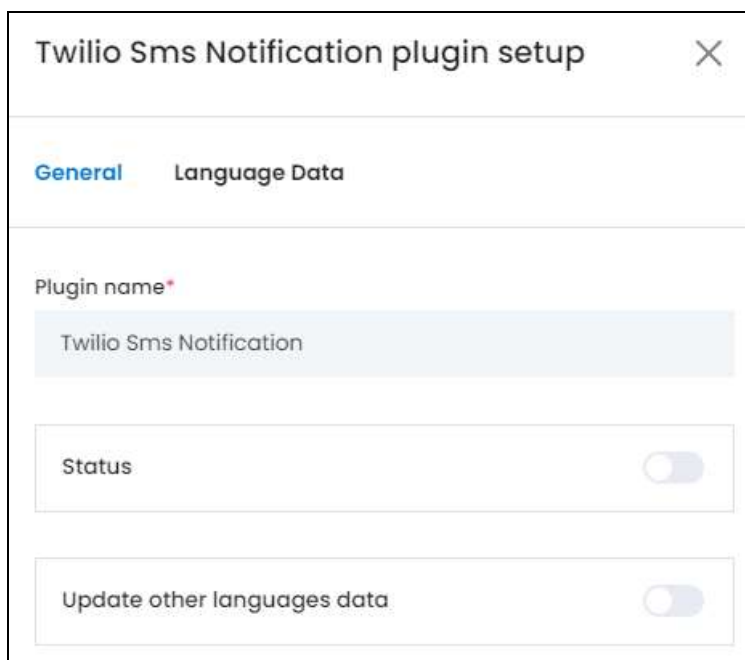 Twilio Sms Notification plugin setup
General Language Data
Plugin name*
Twilio Sms Notification
Status
Update other languages data